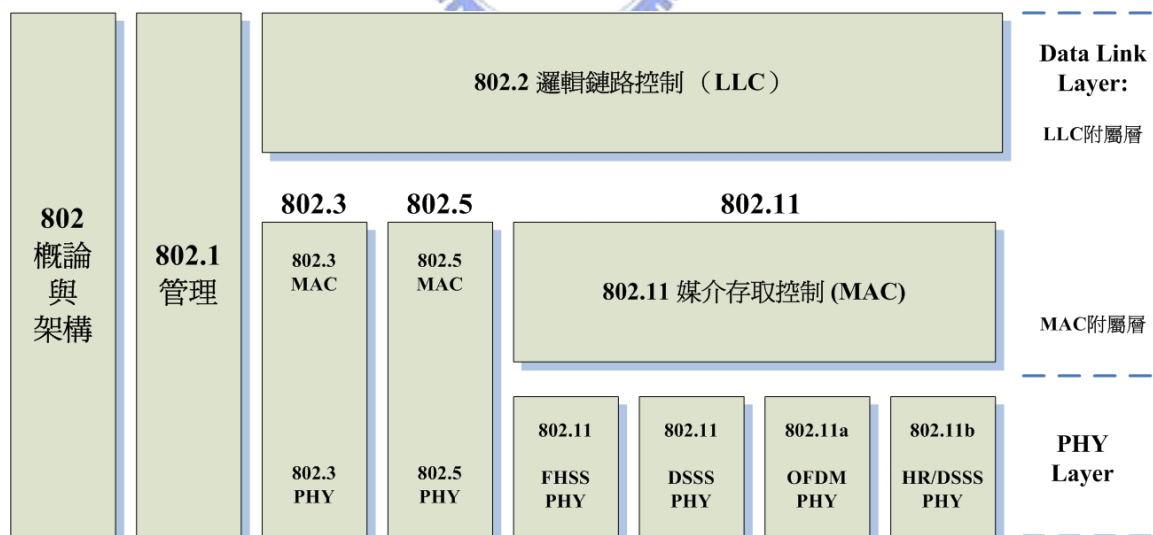 802
概論
與
架構
802.1
管理
802.2 邏輯鏈路控制（LLC）
802.3
802.3
MAC
802.3
PHY
802.5
802.5
MAC
802.5
PHY
802.11
802.11 媒介存取控制 (MAC)
802.11
FHSS
PHY
802.11
DSSS
PHY
802.11a
OFDM
PHY
802.11b
HR/DSSS
PHY
Data Link
Layer:
LLC附屬層
MAC附屬層
PHY
Layer